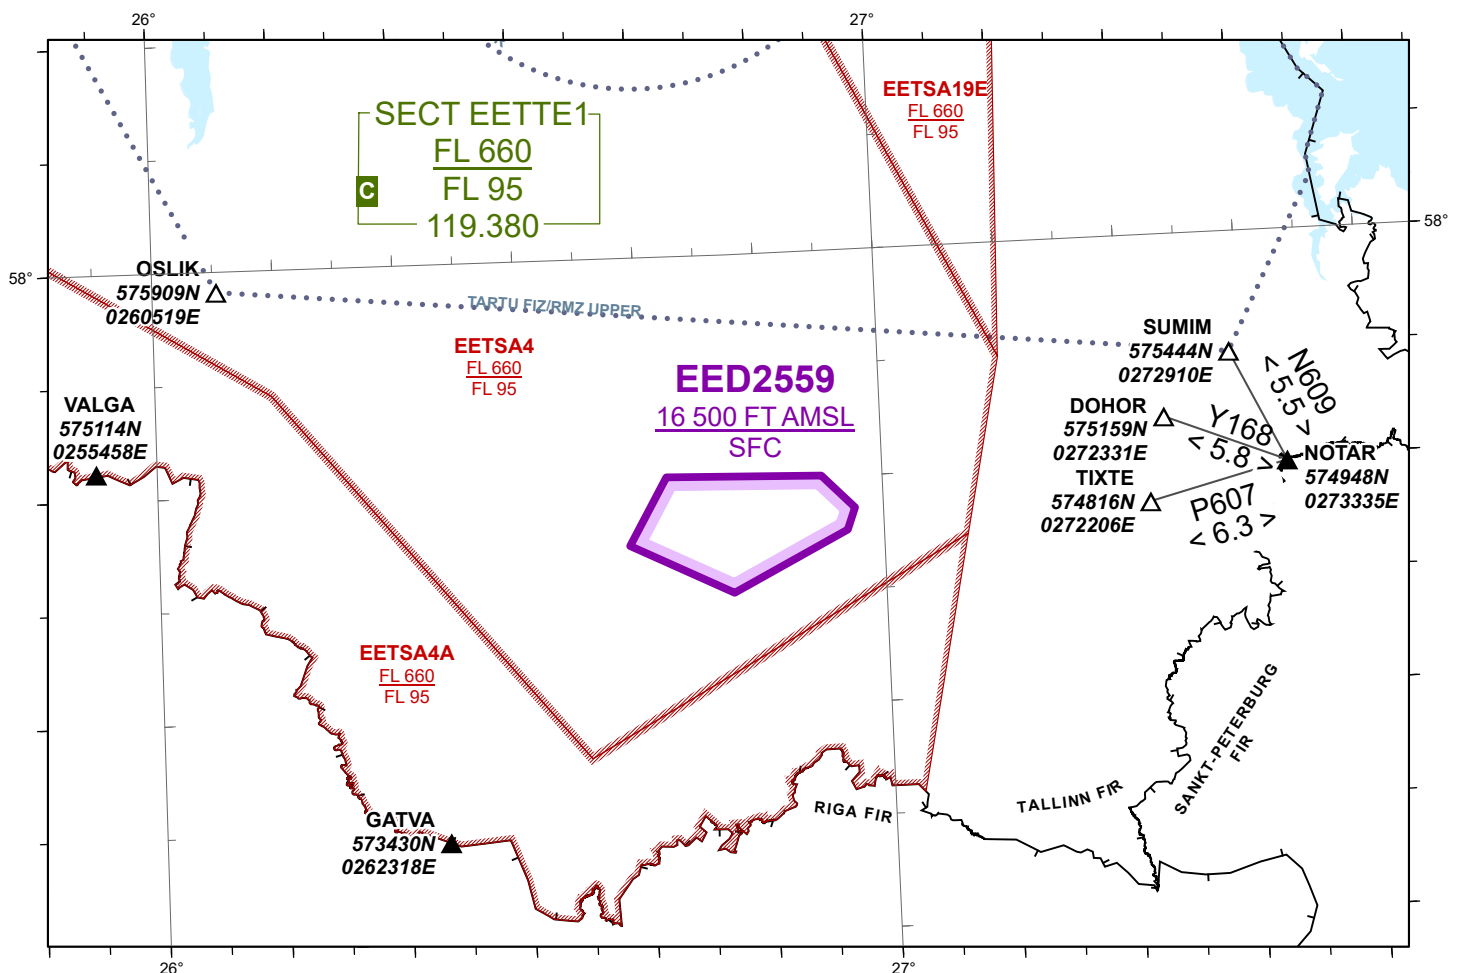 26°
27°
EETSA19E
FL 660
FL 95
SECT EETTE1
FL 660
FL 95
C
119.380
58°
58°
OSLIK
575909N
0260519E
TARTU FIZ/RMZ UPPER
EETSA4
FL 660
FL 95
SUMIM
575444N
0272910E
N609
< 5.5 >
EED2559
16 500 FT AMSL
SFC
VALGA
575114N
0255458E
DOHOR
575159N
0272331E
Y168
< 5.8 >
NOTAR
574948N
0273335E
TIXTE
574816N
0272206E
P607
< 6.3 >
EETSA4A
FL 660
FL 95
SANKT-PETERBURG
FIR
TALLINN FIR
RIGA FIR
GATVA
573430N
0262318E
26°
27°